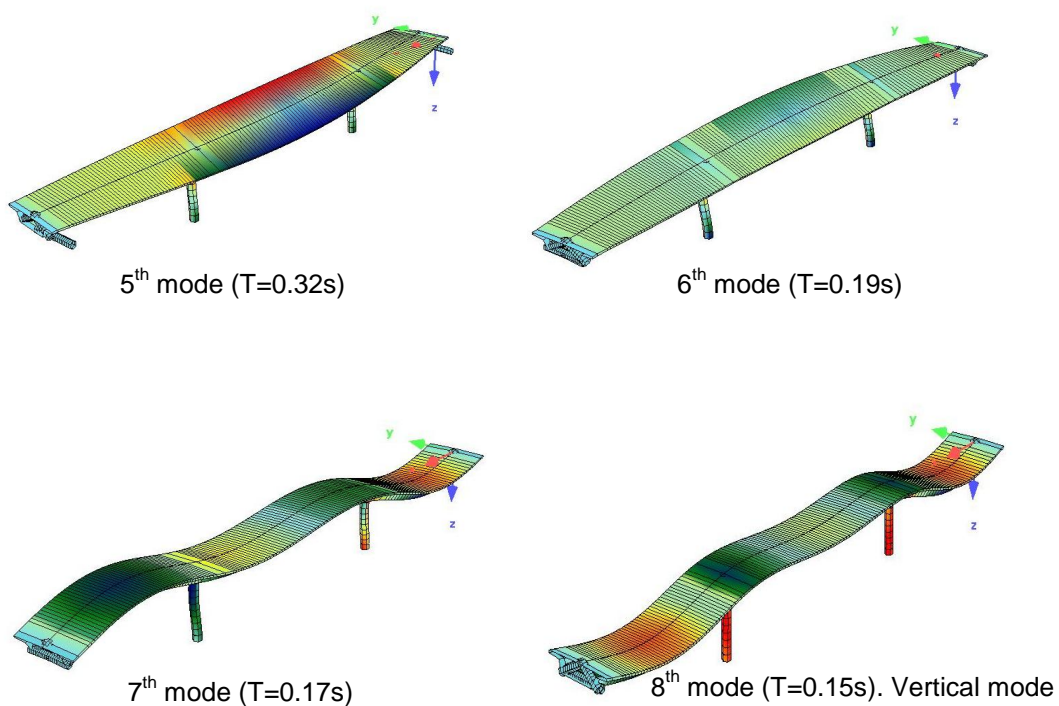 y
z
y
z
5th mode (T=0.32s)
6th mode (T=0.19s)
y
z
y
z
7th mode (T=0.17s)
8th mode (T=0.15s). Vertical mode